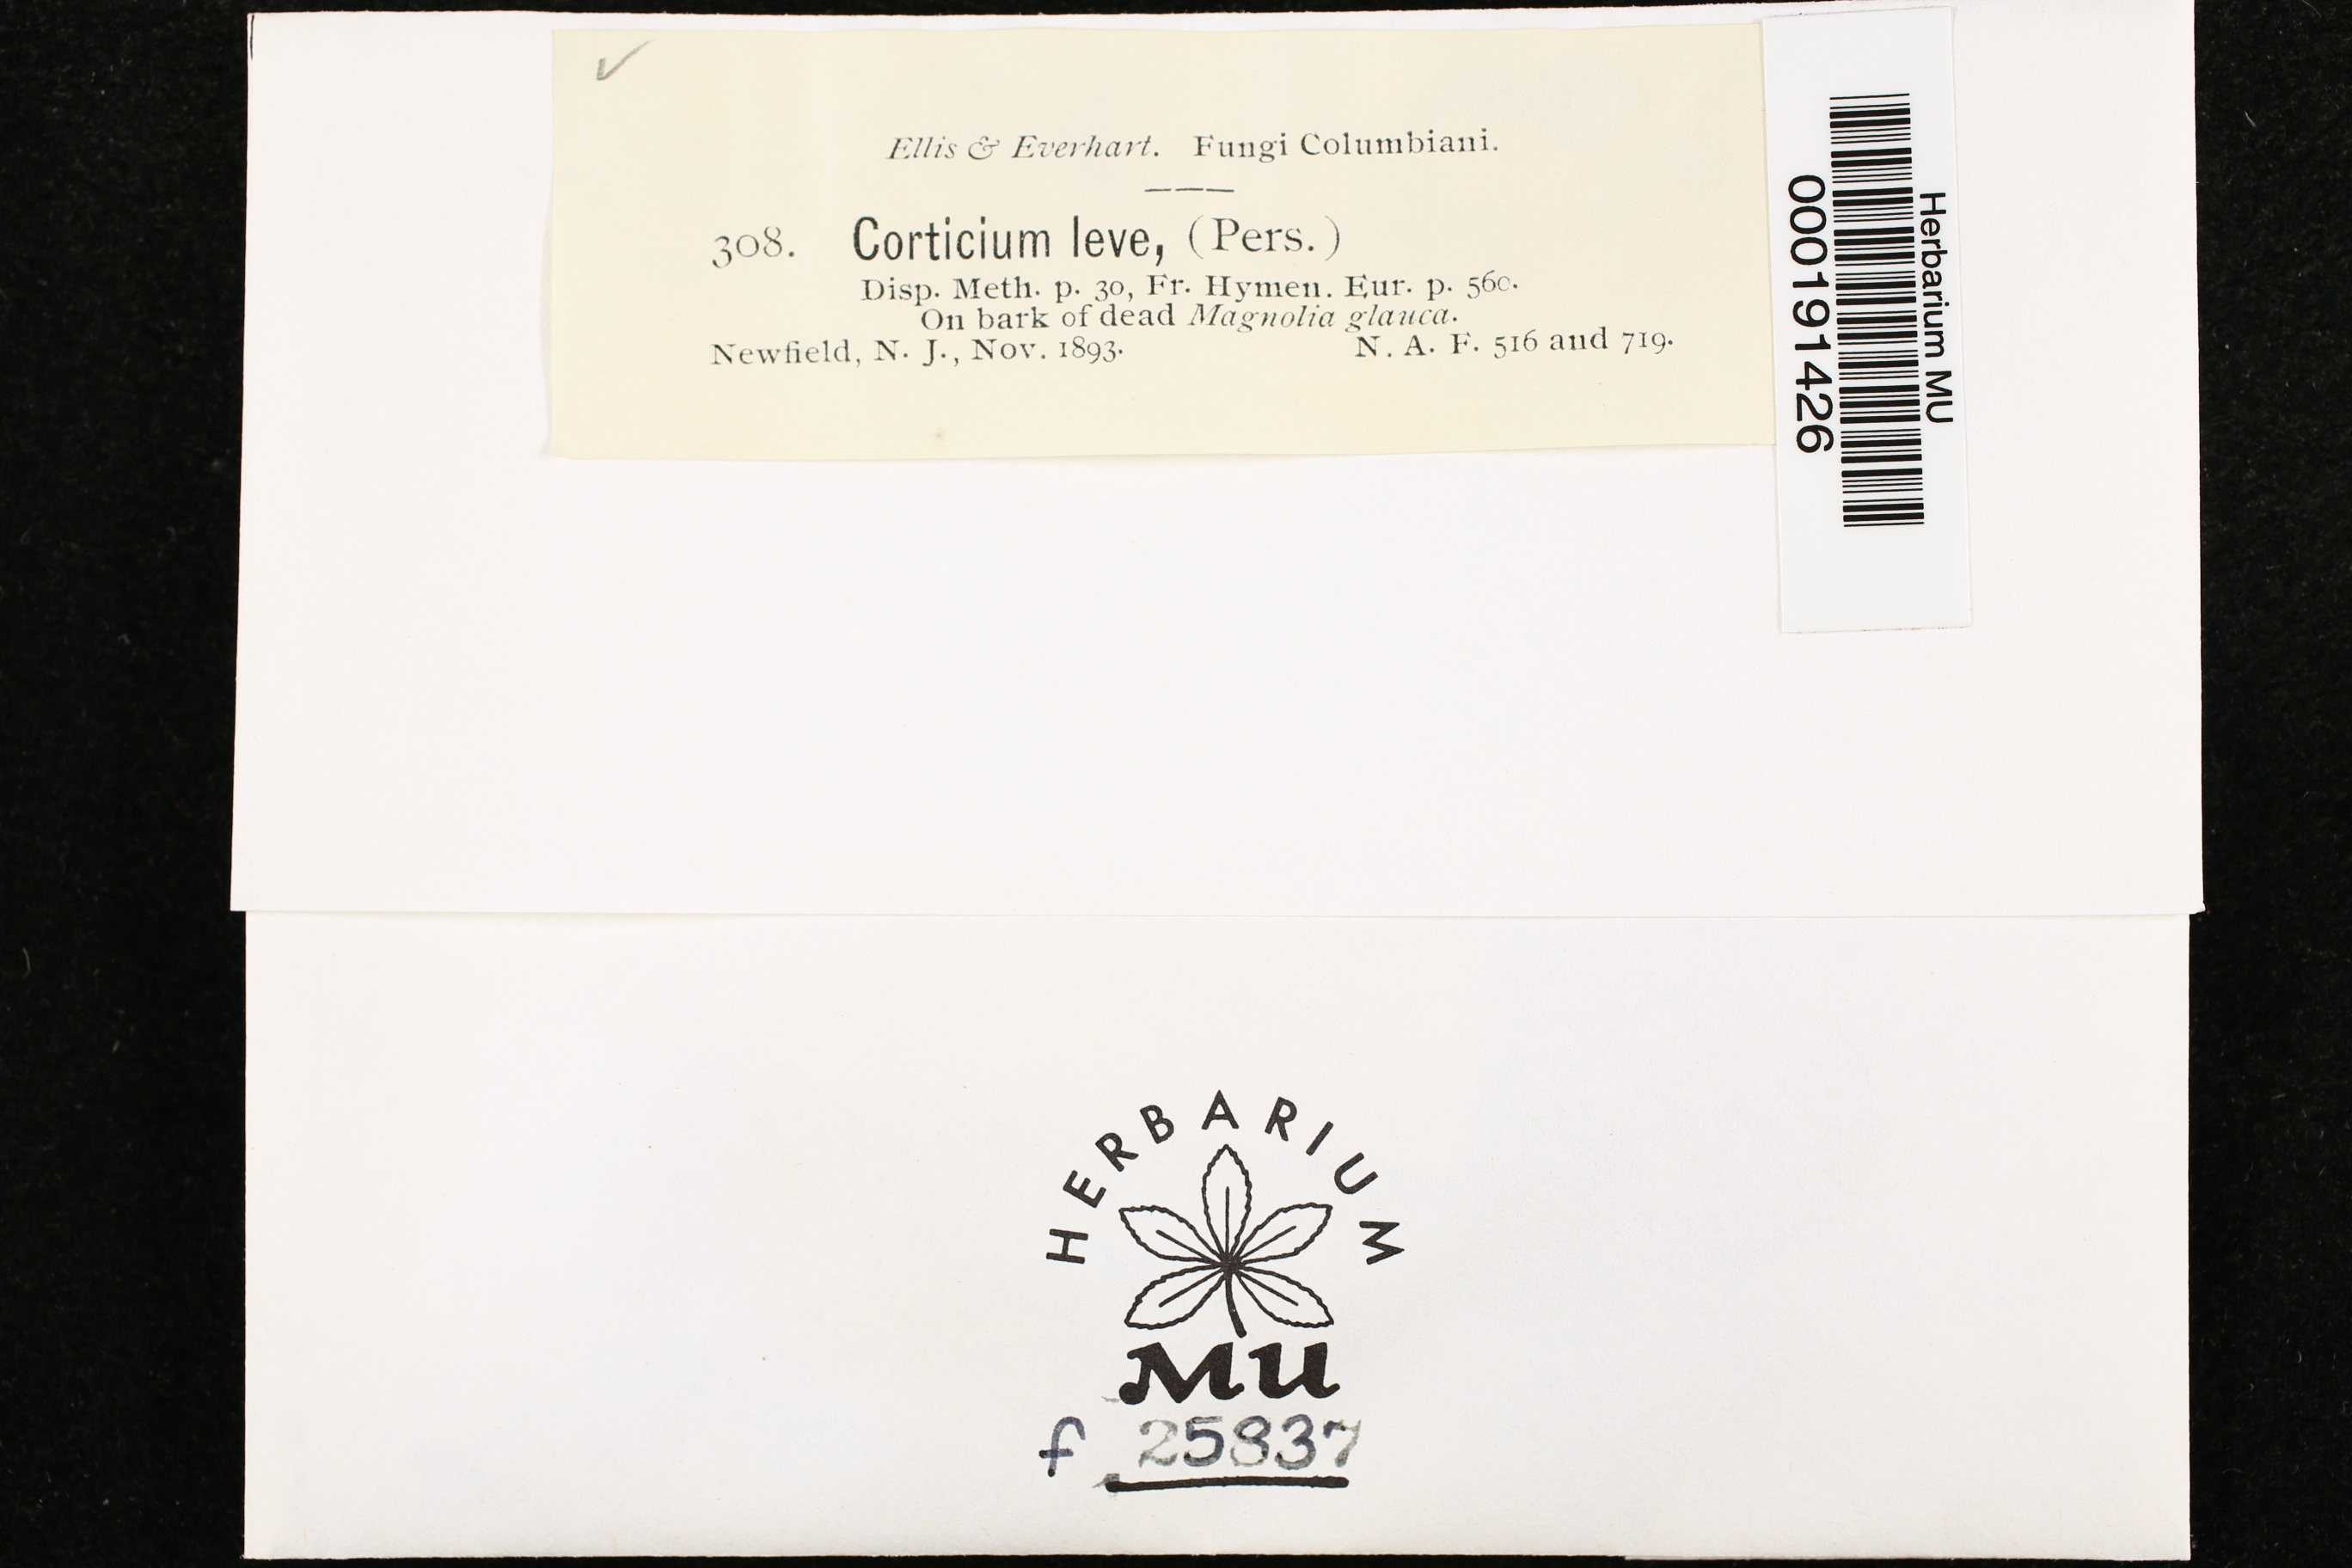 Ellis & Everhart. Fungi Columbiani.
308. Corticium leve, (Pers.)
Disp. Meth. p. 30, Fr. Hymen. Eur. p. 560.
On bark of dead Magnolia glauca.
Newfield, N. J., Nov. 1893. N. A. F. 516 and 719.
Herbarium MU
000191426
HERBARIUM
MU
f 25837